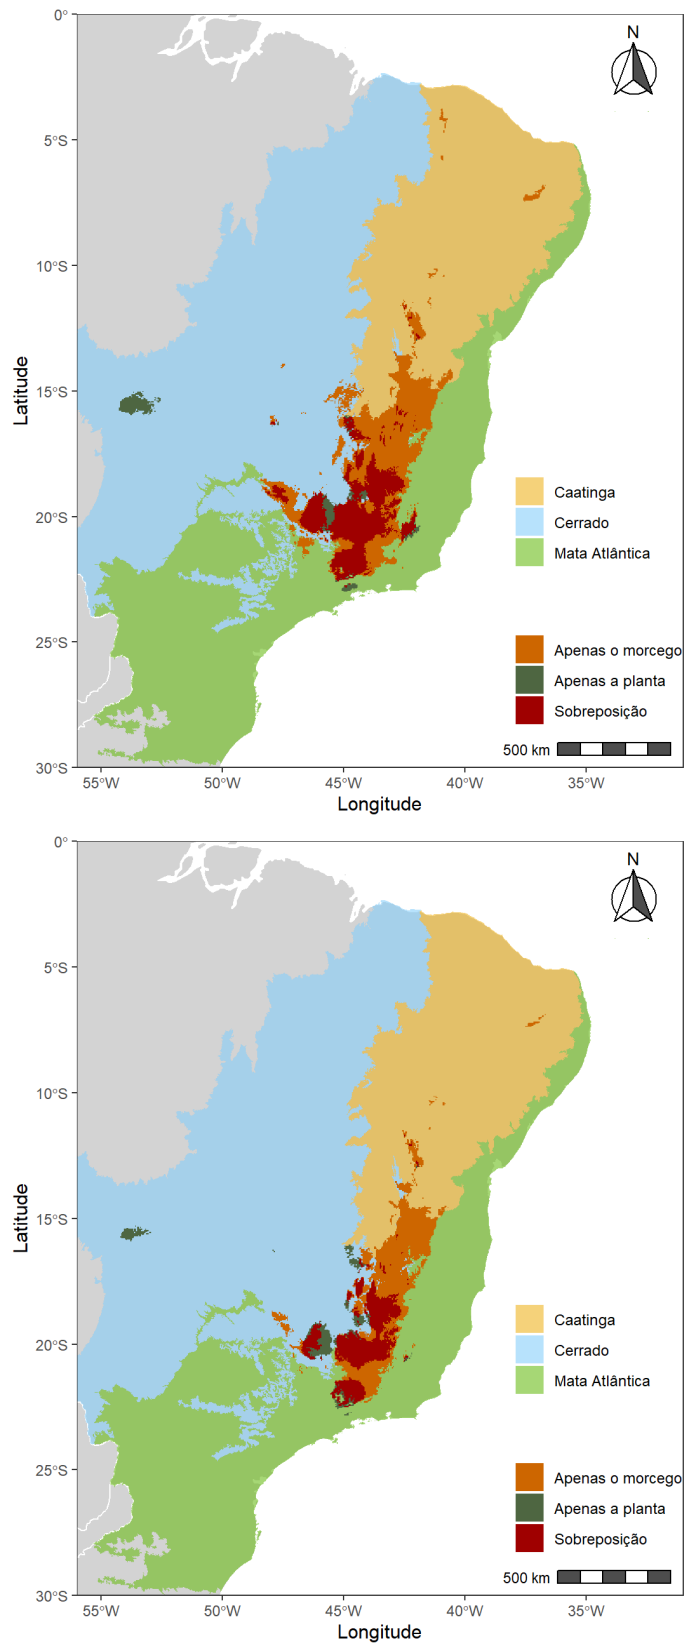 0°
N
5°S
10°S
15°S
Latitude
20°S
Caatinga
Cerrado
Mata Atlântica
25°S
Apenas o morcego
Apenas a planta
Sobreposição
500 km
30°S
55°W 50°W 45°W 40°W 35°W
Longitude
0°
N
5°S
10°S
15°S
Latitude
20°S
Caatinga
Cerrado
Mata Atlântica
25°S
Apenas o morcego
Apenas a planta
Sobreposição
500 km
30°S
55°W 50°W 45°W 40°W 35°W
Longitude